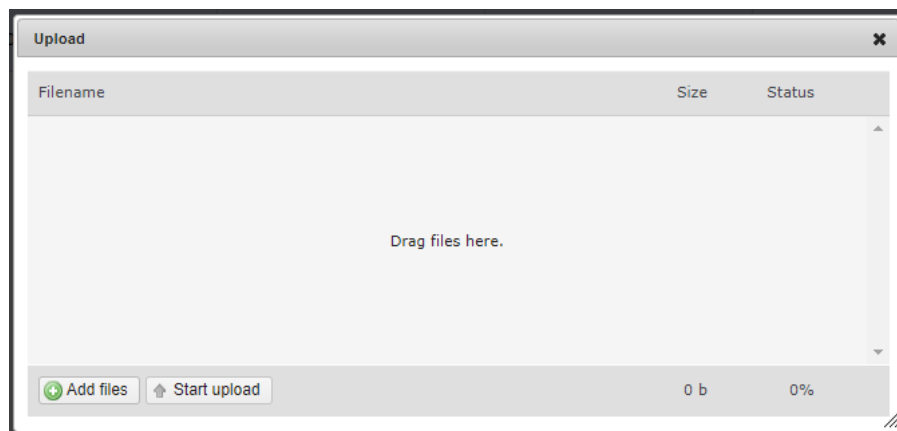 Upload
Filename Size Status
Drag files here.
Add files Start upload 0 b 0%